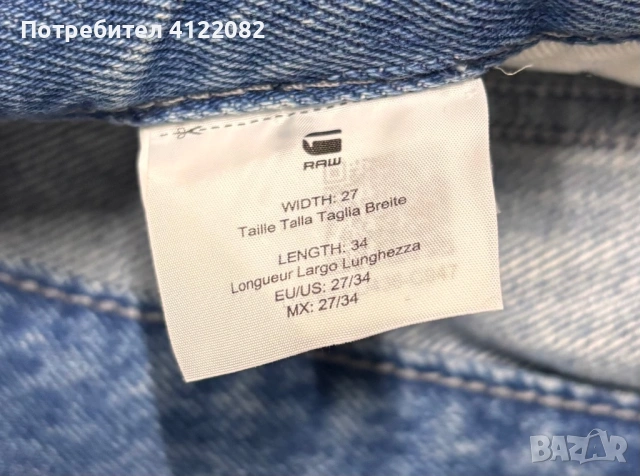 Потребител 4122082
RAW
WIDTH: 27
Taille Talla Taglia Breite
LENGTH: 34
Longueur Largo Lunghezza
EU/US: 27/34
MX: 27/34
BAZAR